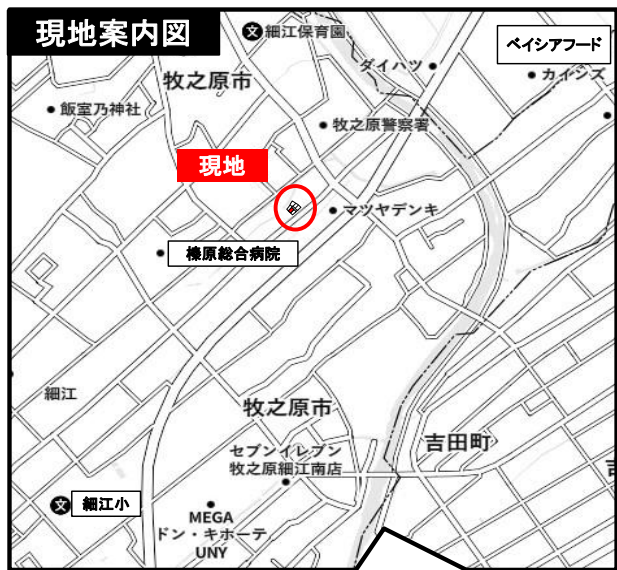 現地案内図
細江保育園
ベイシアフード
ダイハツ
カインズ
牧之原市
飯室乃神社
牧之原警察署
現地
マツヤデンキ
榛原総合病院
細江
牧之原市
吉田町
セブンイレブン
牧之原細江南店
細江小
MEGA
ドン・キホーテ
UNY